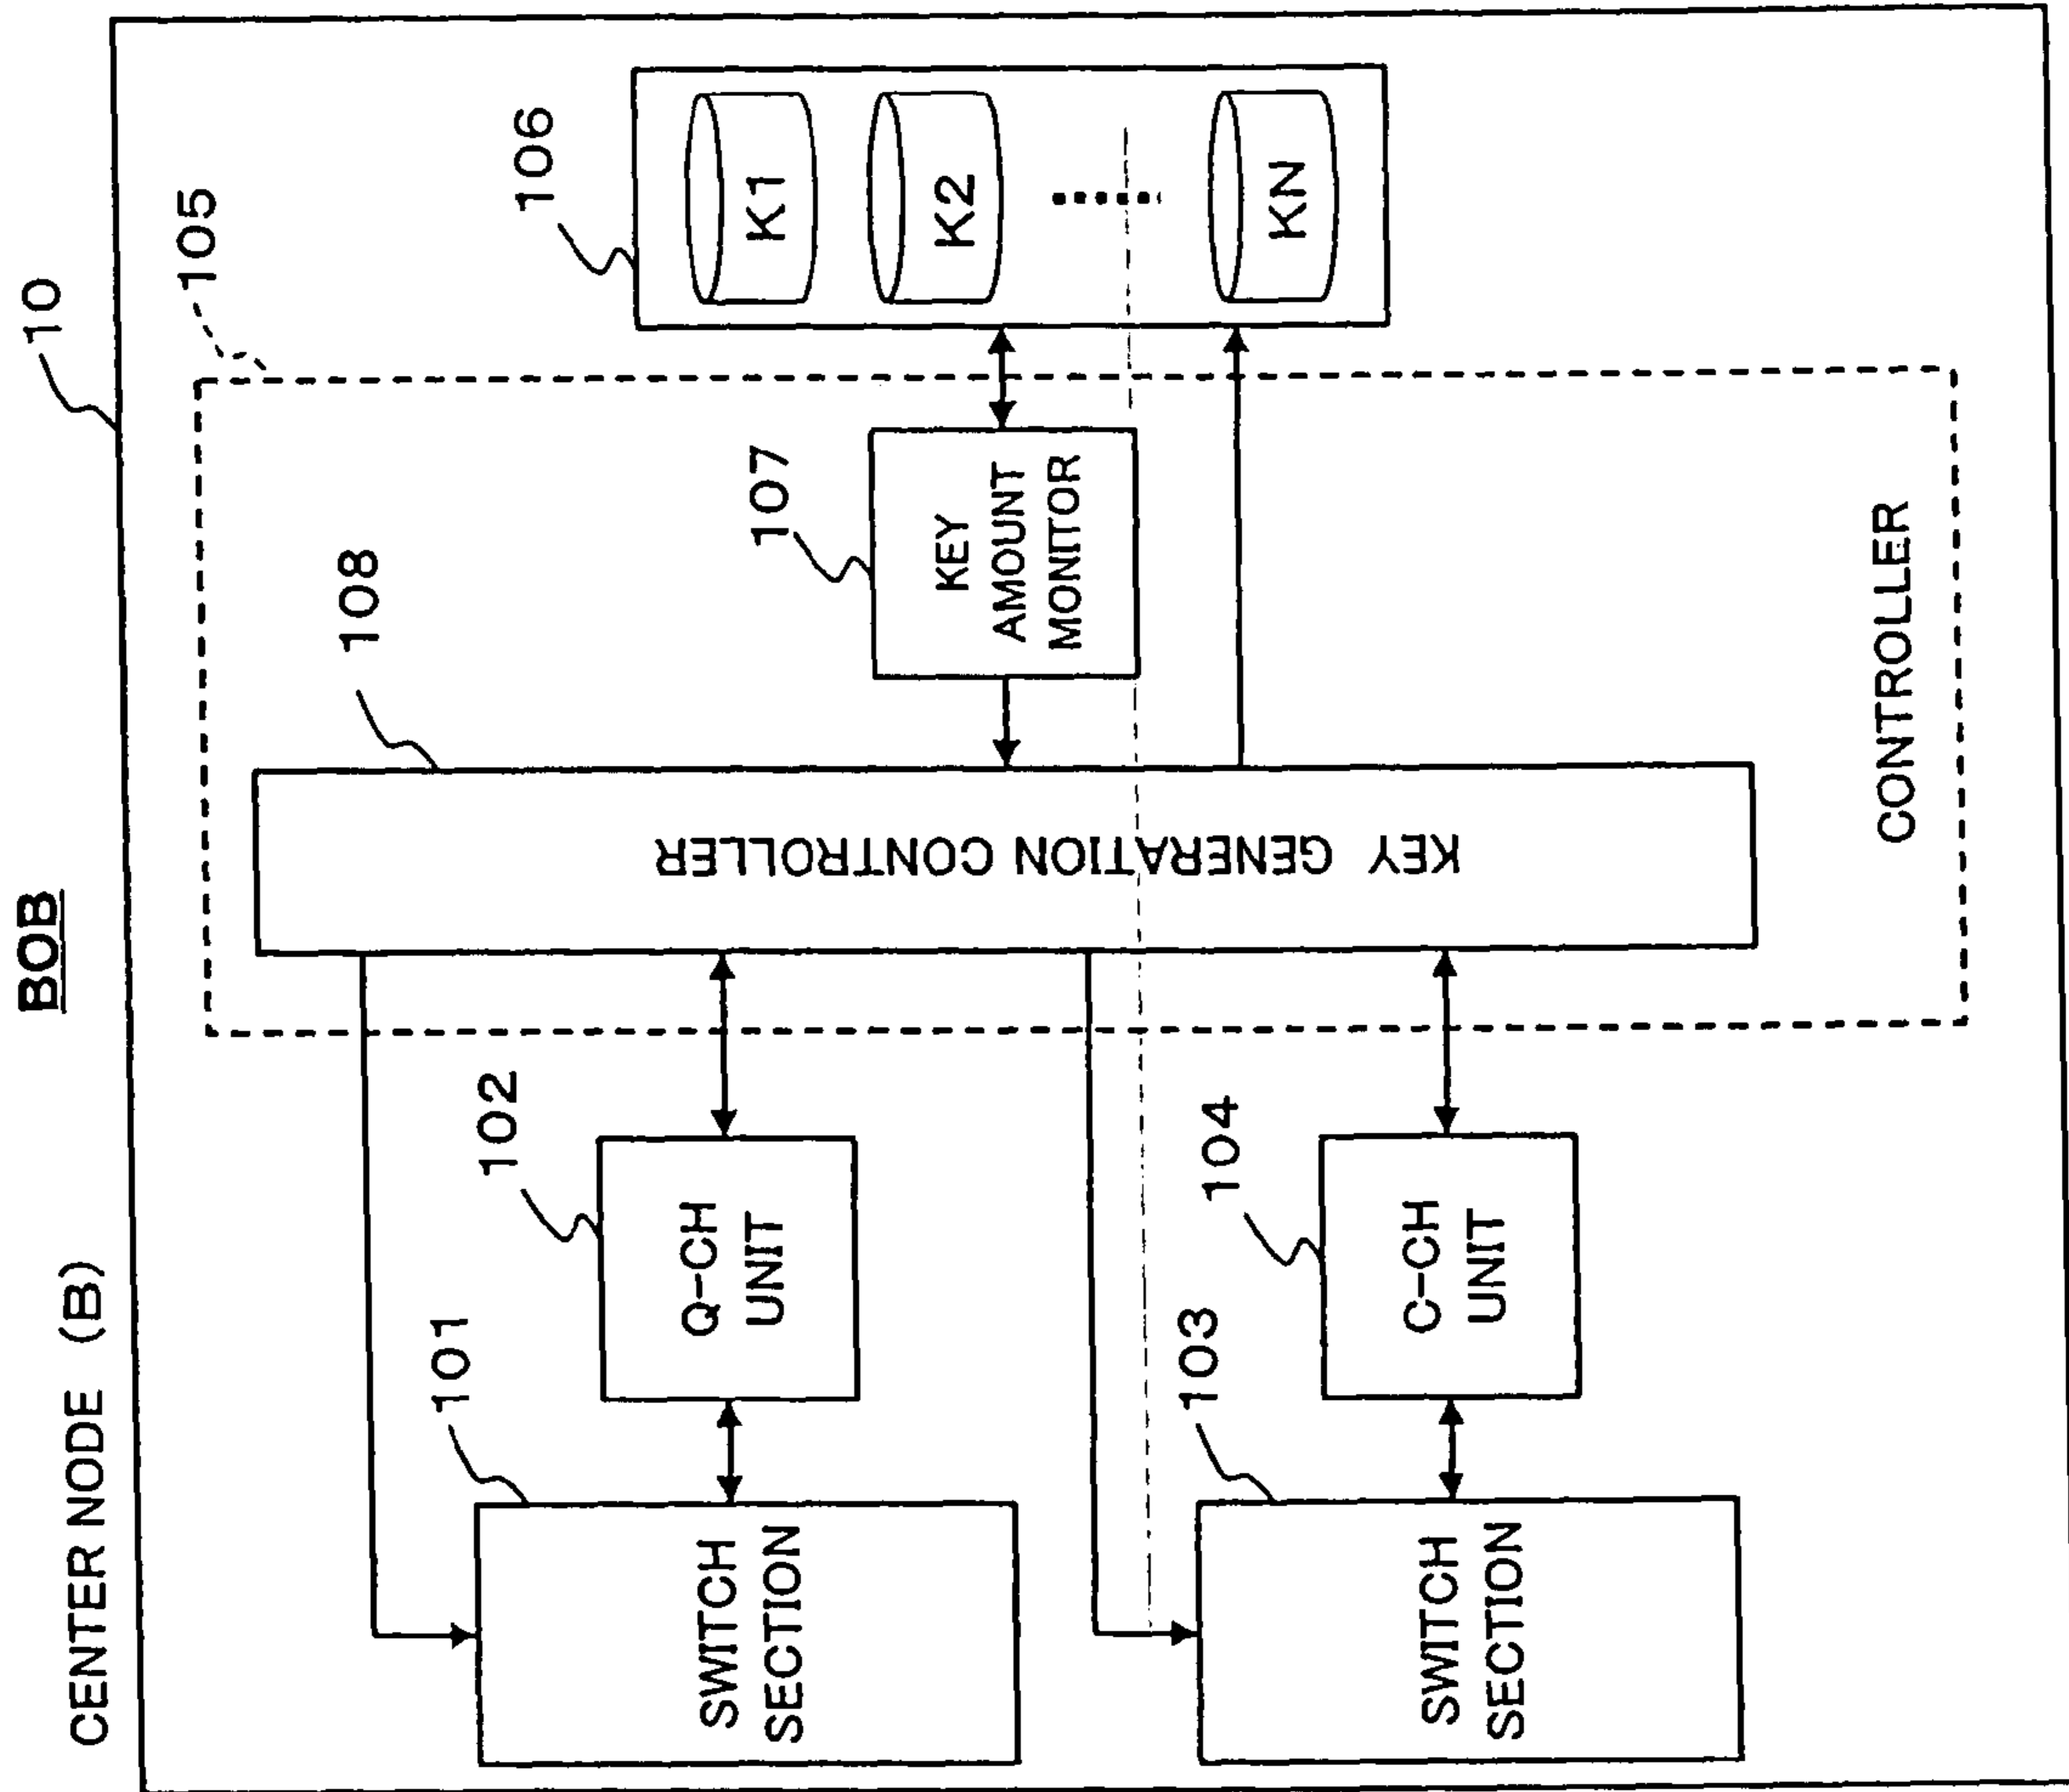 BOB
CENTER NODE (B)
10
105
106
K1
K2
KN
108
107
KEY
AMOUNT
MONITOR
KEY GENERATION CONTROLLER
CONTROLLER
102
Q-CH
UNIT
104
C-CH
UNIT
101
SWITCH
SECTION
103
SWITCH
SECTION